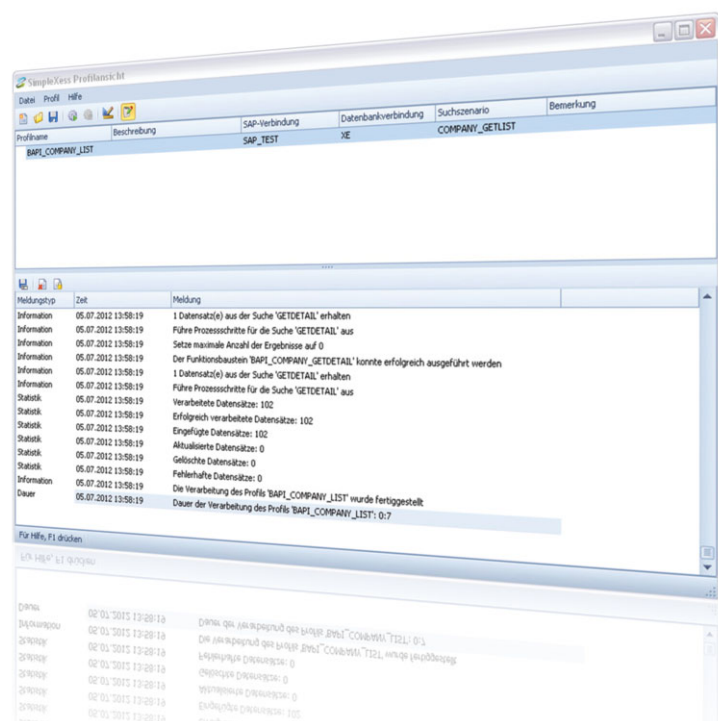 SimpleXess Profilansicht
Datei Profil Hilfe
Profilname Beschreibung SAP-Verbindung Datenbankverbindung Suchszenario Bemerkung
BAPI_COMPANY_LIST SAP_TEST XE COMPANY_GETLIST
Meldungstyp Zeit Meldung
Information 05.07.2012 13:58:19 1 Datensatz(e) aus der Suche 'GETDETAIL' erhalten
Information 05.07.2012 13:58:19 Führe Prozessschritte für die Suche 'GETDETAIL' aus
Information 05.07.2012 13:58:19 Setze maximale Anzahl der Ergebnisse auf 0
Information 05.07.2012 13:58:19 Der Funktionsbaustein 'BAPI_COMPANY_GETDETAIL' konnte erfolgreich ausgeführt werden
Information 05.07.2012 13:58:19 1 Datensatz(e) aus der Suche 'GETDETAIL' erhalten
Information 05.07.2012 13:58:19 Führe Prozessschritte für die Suche 'GETDETAIL' aus
Statistik 05.07.2012 13:58:19 Verarbeitete Datensätze: 102
Statistik 05.07.2012 13:58:19 Erfolgreich verarbeitete Datensätze: 102
Statistik 05.07.2012 13:58:19 Eingefügte Datensätze: 102
Statistik 05.07.2012 13:58:19 Aktualisierte Datensätze: 0
Statistik 05.07.2012 13:58:19 Gelöschte Datensätze: 0
Statistik 05.07.2012 13:58:19 Fehlerhafte Datensätze: 0
Information 05.07.2012 13:58:19 Die Verarbeitung des Profils 'BAPI_COMPANY_LIST' wurde fertiggestellt
Dauer 05.07.2012 13:58:19 Dauer der Verarbeitung des Profils 'BAPI_COMPANY_LIST': 0:7
Für Hilfe, F1 drücken